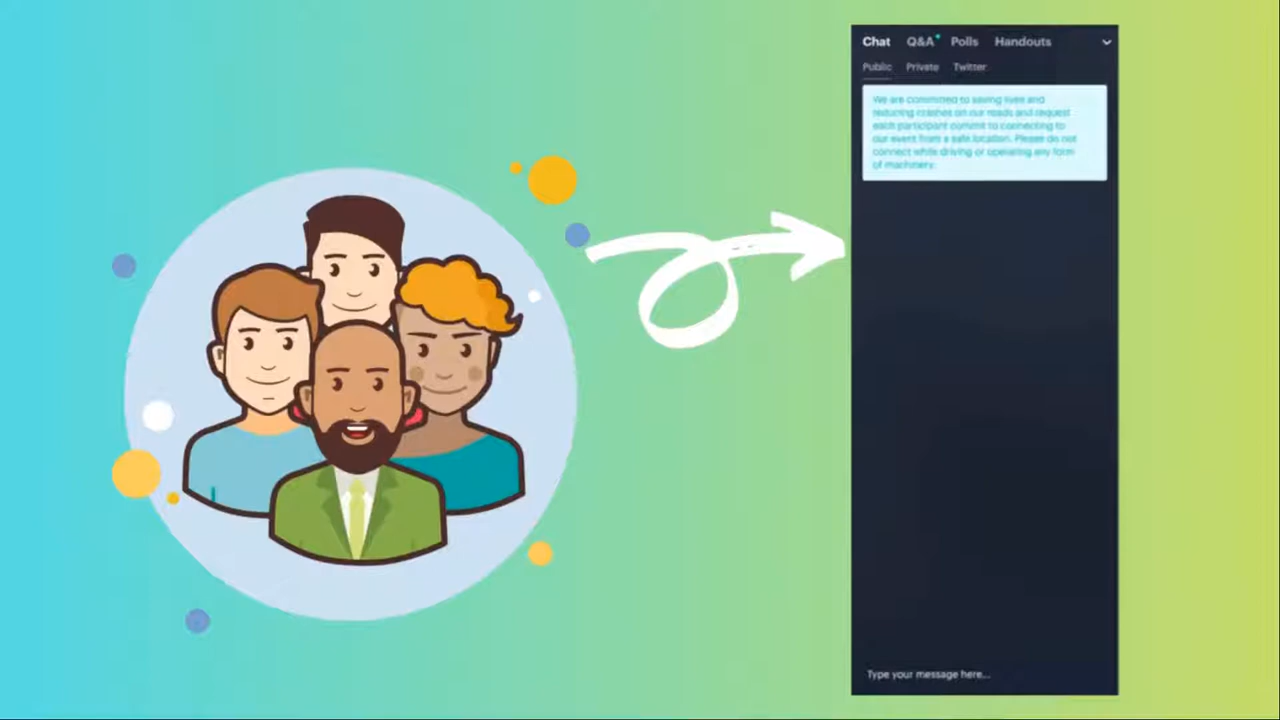 Chat Q&A Polls Handouts
Public Private Twitter
We are committed to saving lives and
reducing crashes on our roads and request
each participant commit to connecting to
our event from a safe location. Please do not
connect while driving or operating any form
of machinery.
Type your message here...